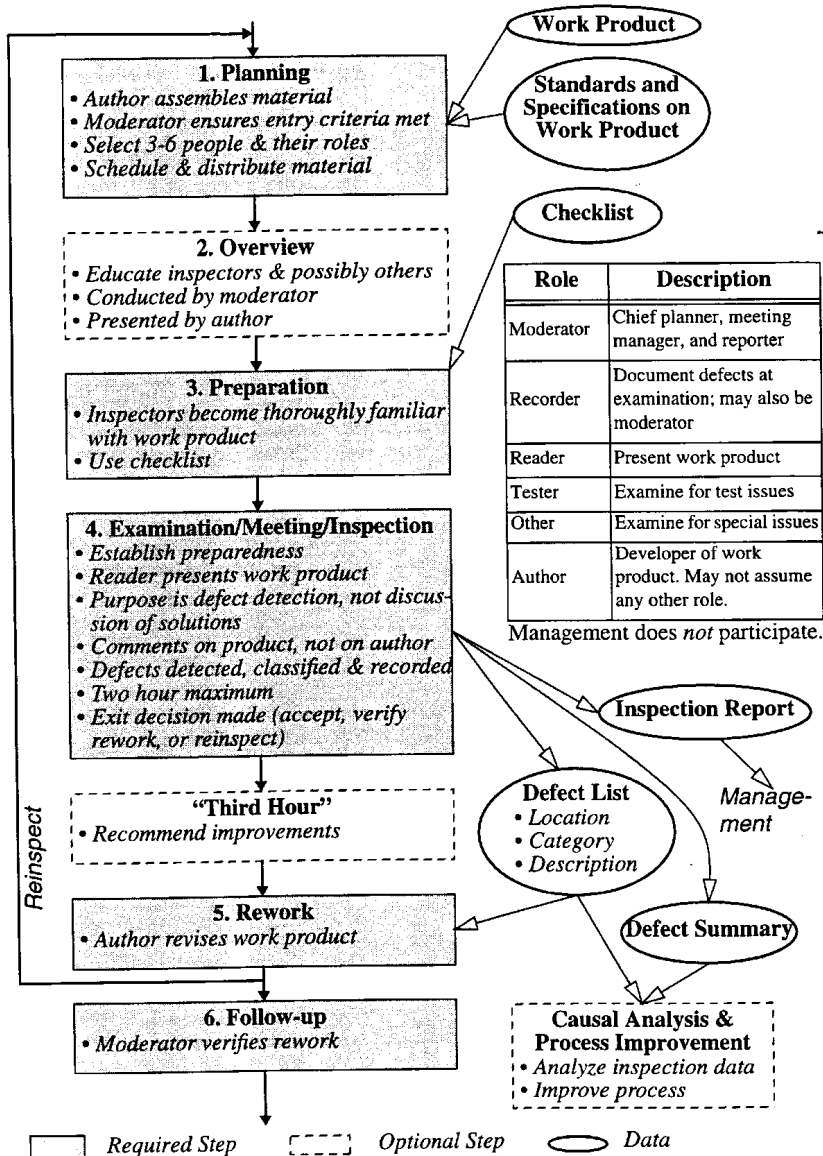 Work Product
Standards and
Specifications on
Work Product
1. Planning
• Author assembles material
• Moderator ensures entry criteria met
• Select 3-6 people & their roles
• Schedule & distribute material
Checklist
2. Overview
• Educate inspectors & possibly others
• Conducted by moderator
• Presented by author
Role Description
Moderator Chief planner, meeting
manager, and reporter
Recorder Document defects at
examination; may also be
moderator
Reader Present work product
Tester Examine for test issues
Other Examine for special issues
Author Developer of work
product. May not assume
any other role.
Management does not participate.
3. Preparation
• Inspectors become thoroughly familiar
with work product
• Use checklist
4. Examination/Meeting/Inspection
• Establish preparedness
• Reader presents work product
• Purpose is defect detection, not discus-
sion of solutions
• Comments on product, not on author
• Defects detected, classified & recorded
• Two hour maximum
• Exit decision made (accept, verify
rework, or reinspect)
Inspection Report
Manage-
ment
Defect List
• Location
• Category
• Description
"Third Hour"
• Recommend improvements
Reinspect
5. Rework
• Author revises work product
Defect Summary
6. Follow-up
• Moderator verifies rework
Causal Analysis &
Process Improvement
• Analyze inspection data
• Improve process
Required Step Optional Step Data